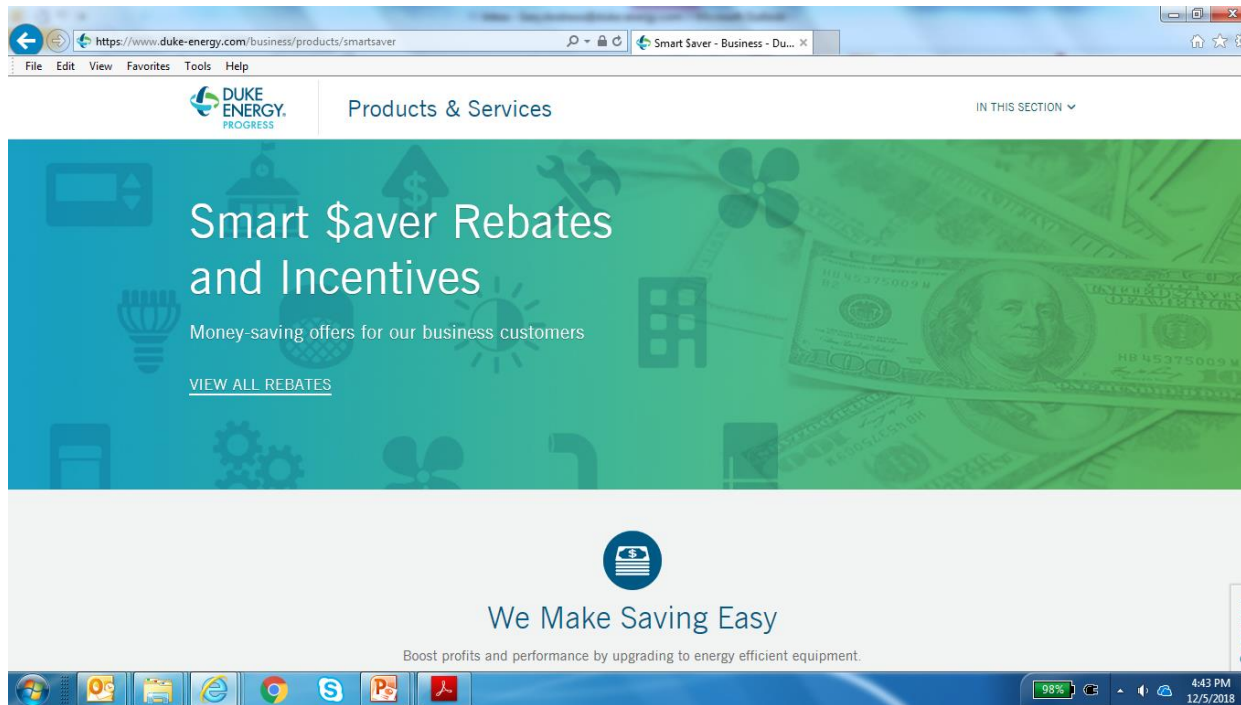 https://www.duke-energy.com/business/products/smartsaver
Smart Saver - Business - Du...
File Edit View Favorites Tools Help
DUKE
ENERGY.
PROGRESS
Products & Services
IN THIS SECTION
Smart $aver Rebates
and Incentives
Money-saving offers for our business customers
VIEW ALL REBATES
HB 45375009 M
We Make Saving Easy
Boost profits and performance by upgrading to energy efficient equipment.
98%
4:43 PM
12/5/2018